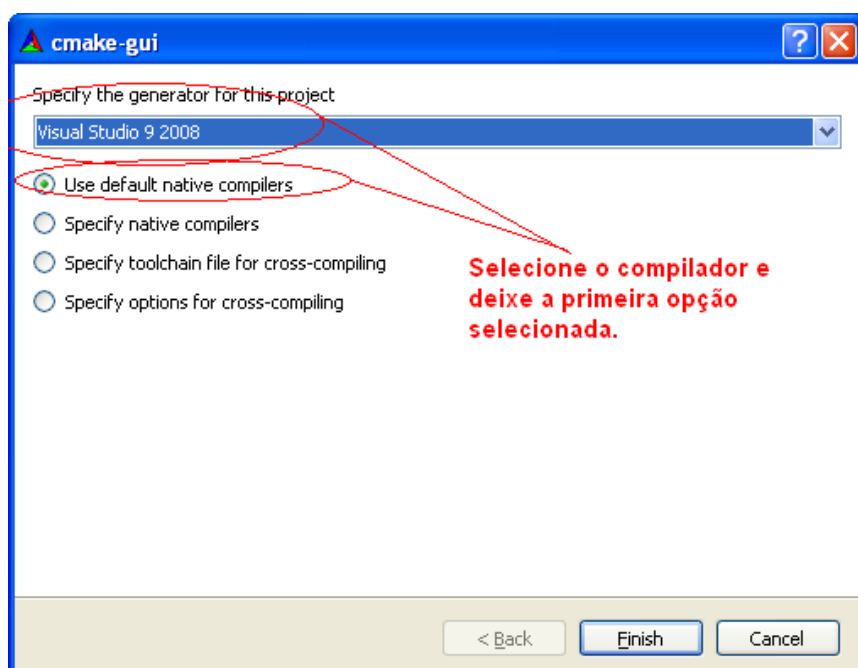 cmake-gui
Specify the generator for this project
Visual Studio 9 2008
Use default native compilers
Specify native compilers
Specify toolchain file for cross-compiling
Specify options for cross-compiling
Selecione o compilador e
deixe a primeira opção
selecionada.
< Back
Finish
Cancel